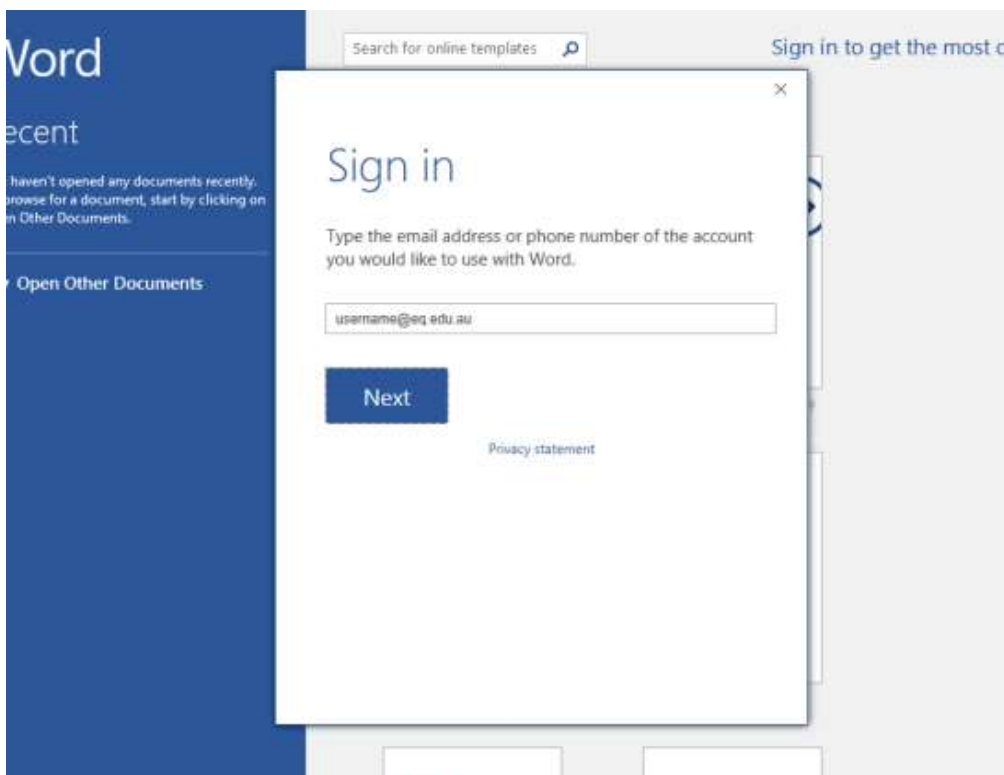 Word
ecent
haven't opened any documents recently.
browse for a document, start by clicking on
n Other Documents.
Open Other Documents
Search for online templates
Sign in to get the most o
Sign in
Type the email address or phone number of the account
you would like to use with Word.
username@eq.edu.au
Next
Privacy statement